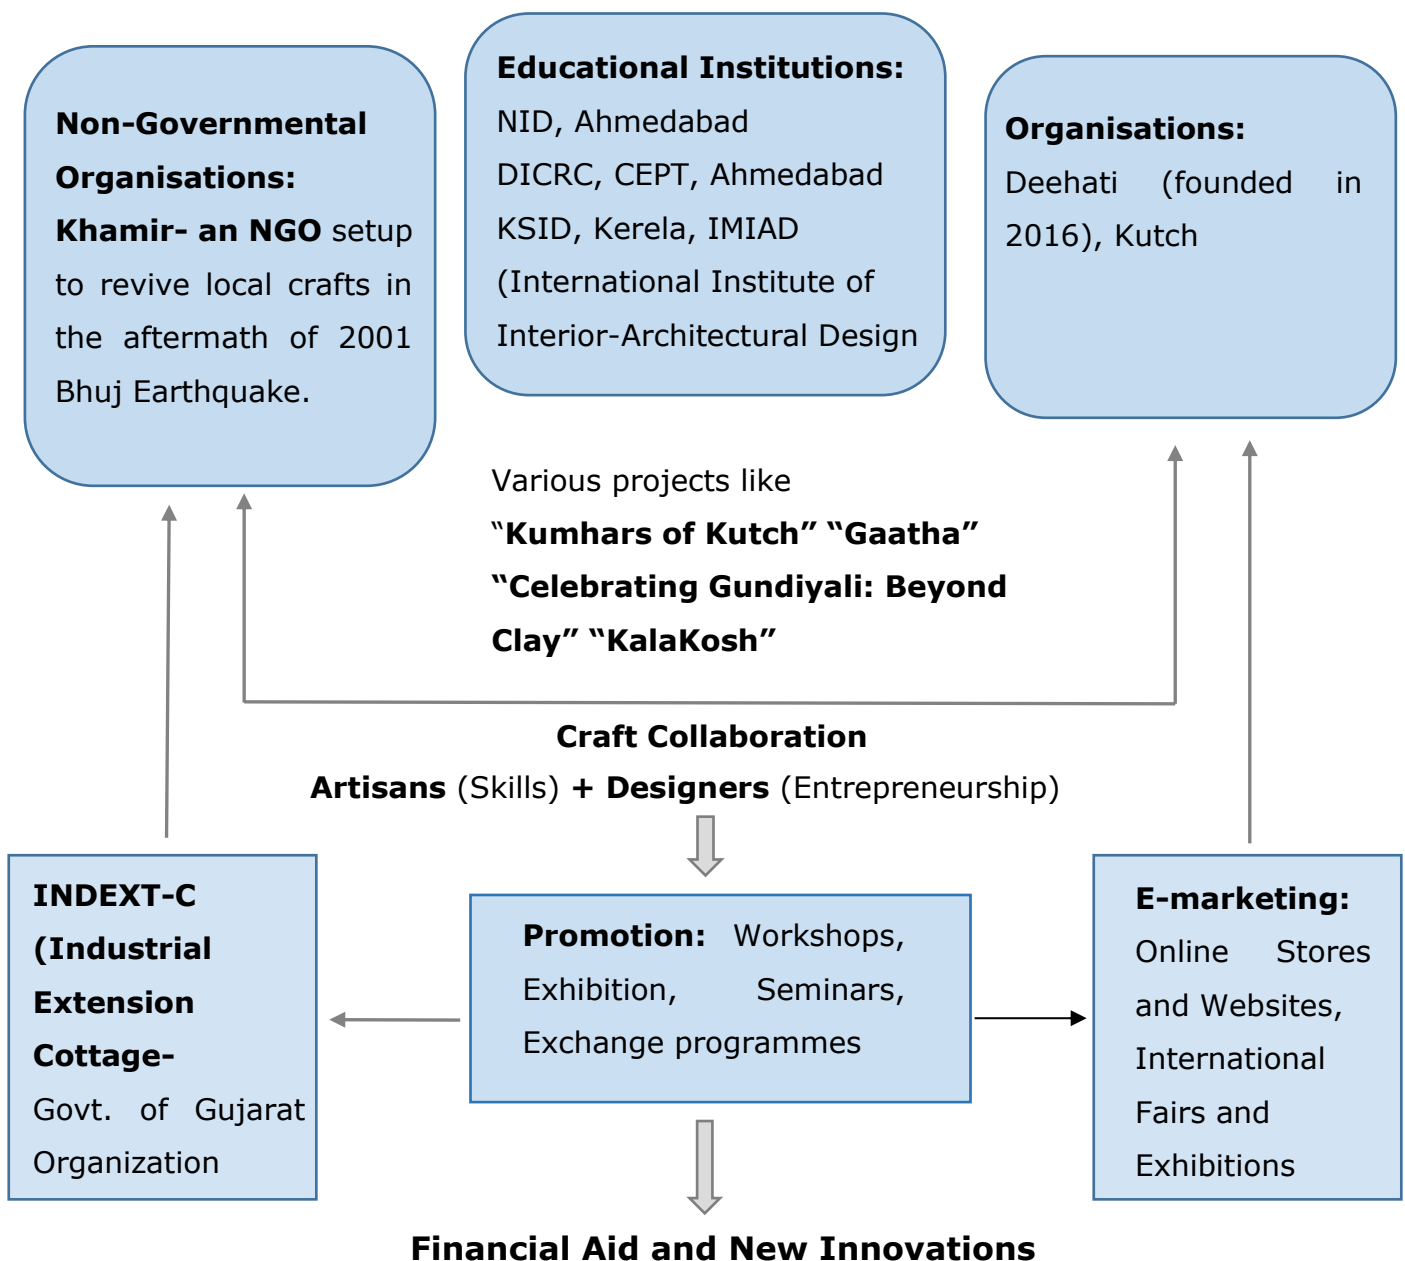 Non-Governmental
Organisations:
Khamir- an NGO setup
to revive local crafts in
the aftermath of 2001
Bhuj Earthquake.
Educational Institutions:
NID, Ahmedabad
DICRC, CEPT, Ahmedabad
KSID, Kerela, IMIAD
(International Institute of
Interior-Architectural Design
Organisations:
Deehati (founded in
2016), Kutch
Various projects like
“Kumhars of Kutch” “Gaatha”
“Celebrating Gundiyali: Beyond
Clay” “KalaKosh”
Craft Collaboration
Artisans (Skills) + Designers (Entrepreneurship)
INDEXT-C
(Industrial
Extension
Cottage-
Govt. of Gujarat
Organization
Promotion: Workshops,
Exhibition, Seminars,
Exchange programmes
E-marketing:
Online Stores
and Websites,
International
Fairs and
Exhibitions
Financial Aid and New Innovations